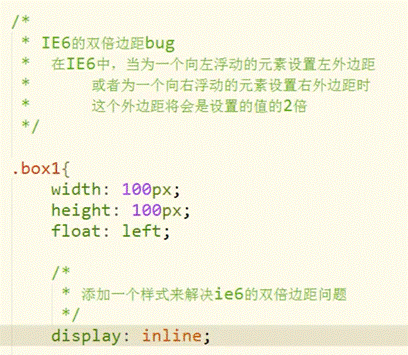 /*
* IE6的双倍边距bug
* 在IE6中，当为一个向左浮动的元素设置左外边距
* 或者为一个向右浮动的元素设置右外边距时
* 这个外边距将会是设置的值的2倍
*/
.box1{
width: 100px;
height: 100px;
float: left;
/*
* 添加一个样式来解决ie6的双倍边距问题
*/
display: inline;